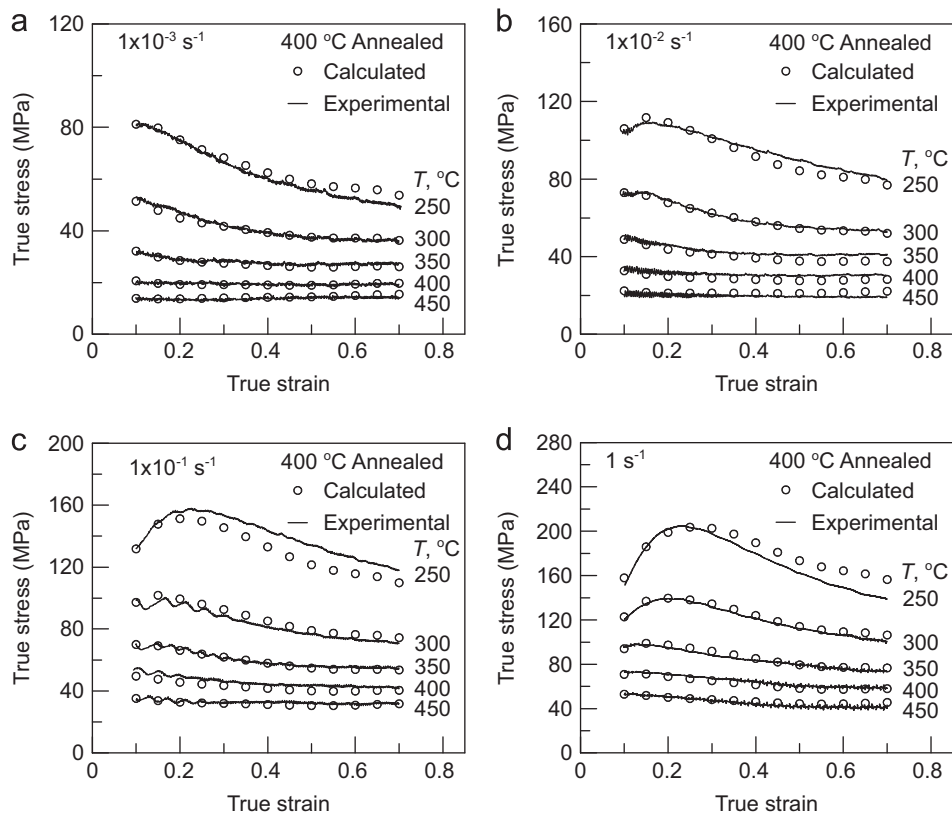 a
1x10⁻³ s⁻¹
400 °C Annealed
Calculated
Experimental
T, °C
250
300
350
400
450
120
80
40
0
0 0.2 0.4 0.6 0.8
True stress (MPa)
True strain
b
1x10⁻² s⁻¹
400 °C Annealed
Calculated
Experimental
T, °C
250
300
350
400
450
160
120
80
40
0
0 0.2 0.4 0.6 0.8
True stress (MPa)
True strain
c
1x10⁻¹ s⁻¹
400 °C Annealed
Calculated
Experimental
T, °C
250
300
350
400
450
200
160
120
80
40
0
0 0.2 0.4 0.6 0.8
True stress (MPa)
True strain
d
1 s⁻¹
400 °C Annealed
Calculated
Experimental
T, °C
250
300
350
400
450
280
240
200
160
120
80
40
0
0 0.2 0.4 0.6 0.8
True stress (MPa)
True strain